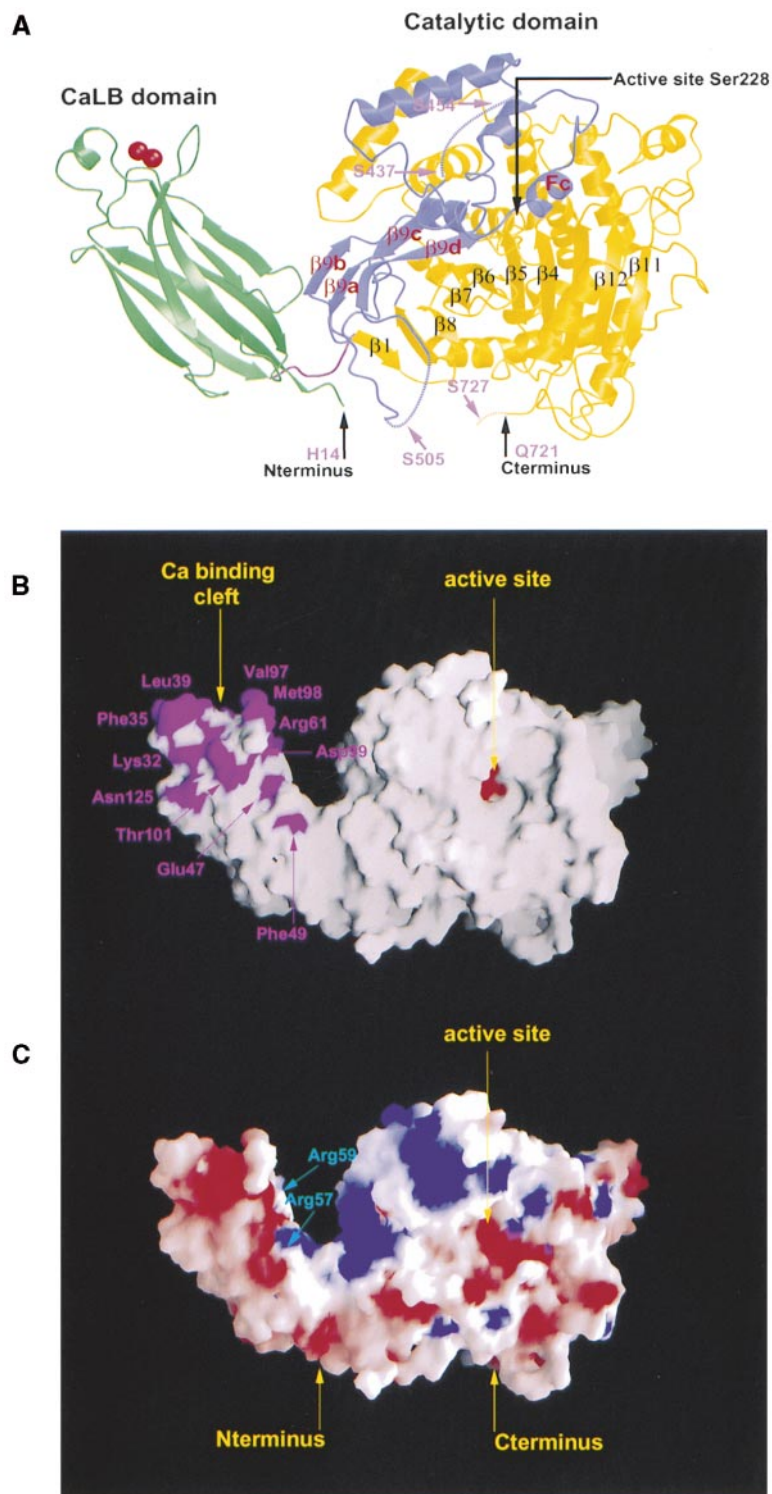 A
Catalytic domain
CaLB domain
Active site Ser228
S454
S437
Fc
β9c
β9d
β9b
β9a
β6
β5
β4
β12
β11
β7
β8
β1
S727
H14
Nterminus
S505
Q721
Cterminus
B
Ca binding
cleft
active site
Leu39
Val97
Met98
Phe35
Arg61
Lys32
Asn125
Thr101
Glu47
Phe49
C
active site
Arg59
Arg57
Nterminus
Cterminus